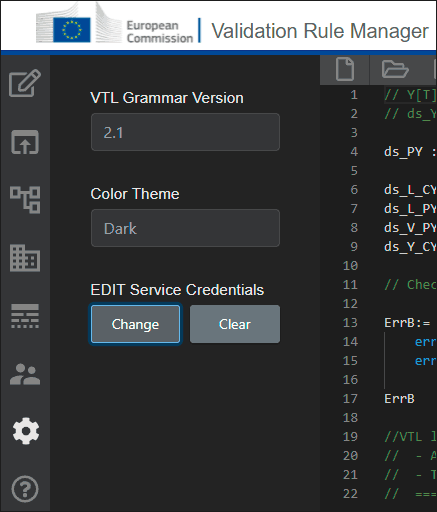 European
Commission
Validation Rule Manager
VTL Grammar Version
2.1
Color Theme
Dark
EDIT Service Credentials
Change
Clear
1 // Y[T]
2 // ds_Y
3
4 ds_PY :
5
6 ds_L_CY
7 ds_L_PY
8 ds_V_PY
9 ds_Y_CY
10
11 // Chec
12
13 ErrB:=
14 err
15 err
16
17 ErrB
18
19 //VTL l
20 // - A
21 // - T
22 // ===